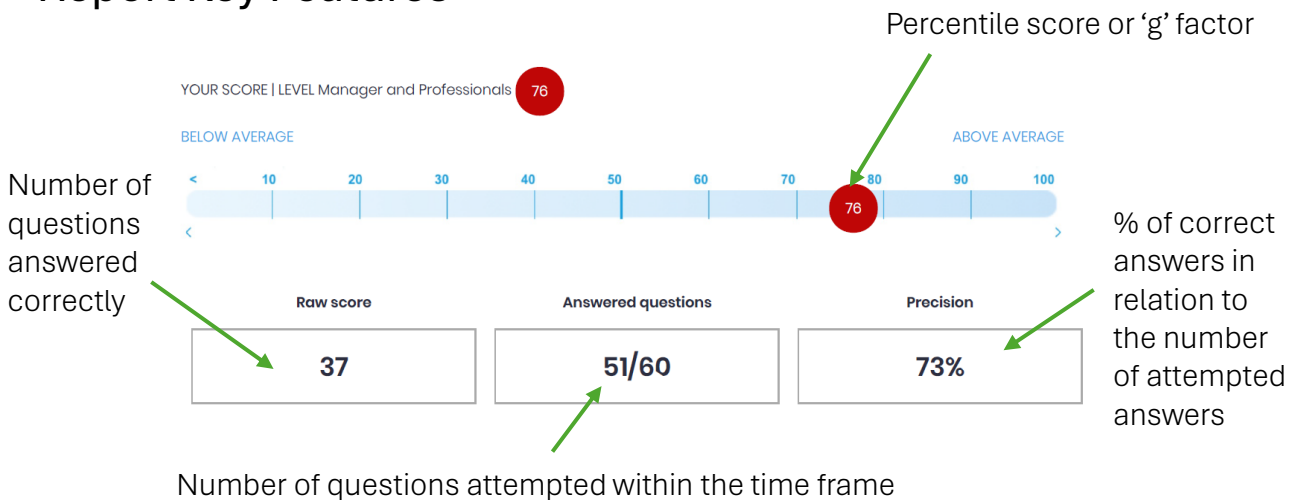 Percentile score or ‘g’ factor
YOUR SCORE | LEVEL Manager and Professionals 76
BELOW AVERAGE
ABOVE AVERAGE
< 10 20 30 40 50 60 70 80 90 100
76
< >
Number of
questions
answered
correctly
% of correct
answers in
relation to
the number
of attempted
answers
Raw score
Answered questions
Precision
37
51/60
73%
Number of questions attempted within the time frame